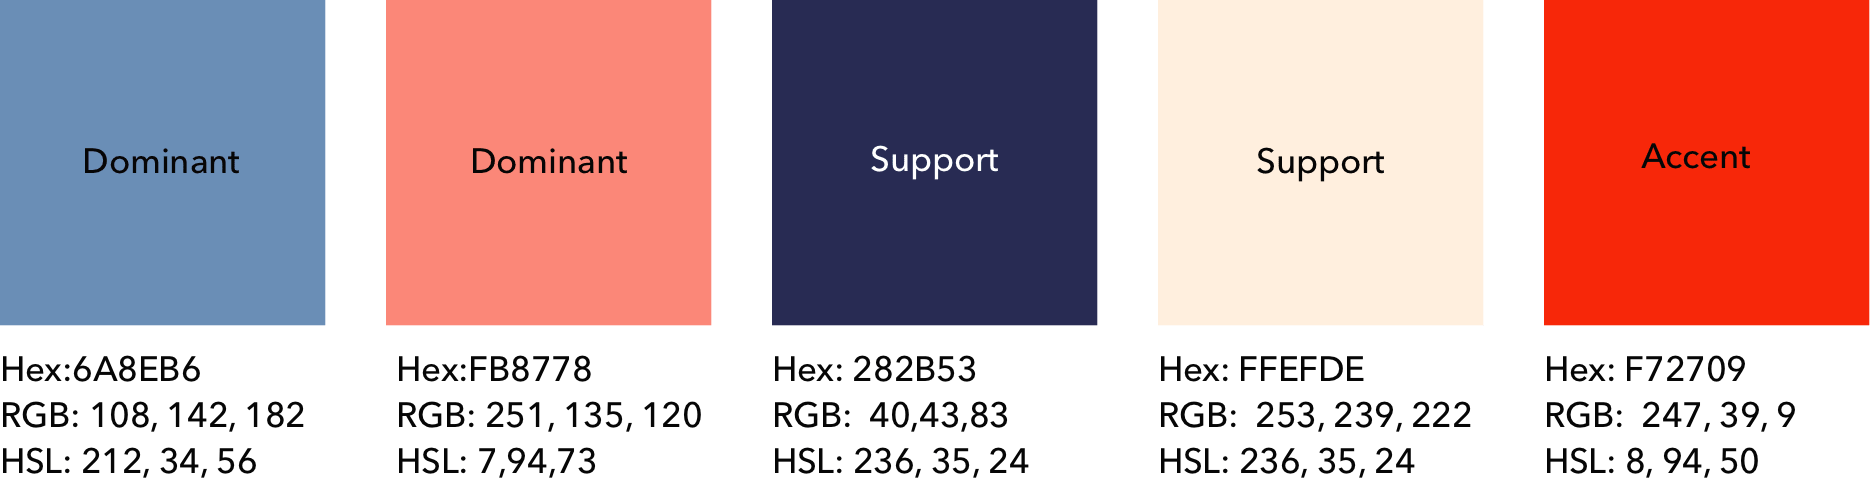 Dominant
Dominant
Support
Support
Accent
Hex:6A8EB6
RGB: 108, 142, 182
HSL: 212, 34, 56
Hex:FB8778
RGB: 251, 135, 120
HSL: 7,94,73
Hex: 282B53
RGB:  40,43,83
HSL: 236, 35, 24
Hex: FFEFDE
RGB:  253, 239, 222
HSL: 236, 35, 24
Hex: F72709
RGB:  247, 39, 9
HSL: 8, 94, 50